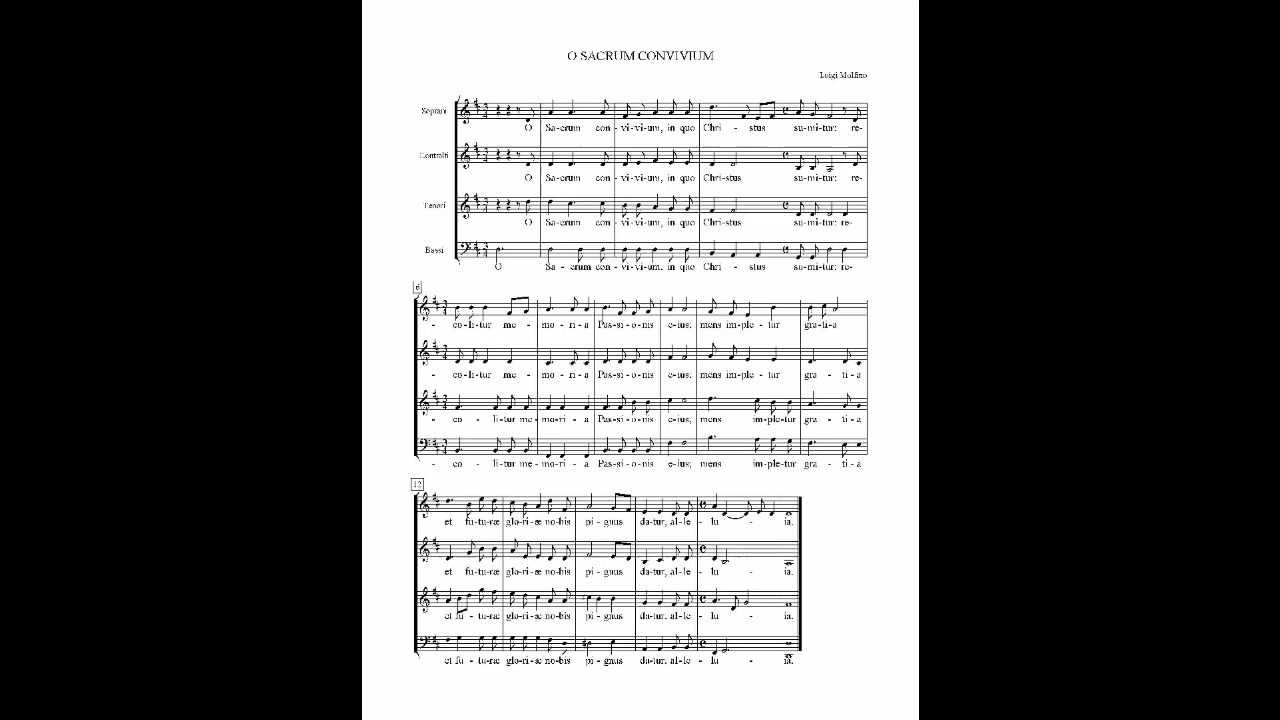 O SACRUM CONVIVIUM
Luigi Molfino
Soprani
O Sacrum con - vi-vi-um, in quo Chri - stus su-mi-tur: re-
Contralti
O Sacrum con - vi-vi-um, in quo Chri-stus su-mi-tur: re-
Tenori
O Sacrum con - vi-vi-um, in quo Chri-stus su-mi-tur: re-
Bassi
O Sa - crum con - vi-vi-um, in quo Chri - stus su-mi-tur: re-
6
- co-li-tur me - mo-ri-a Pas-si-o-nis e-ius; mens im-ple - tur gra-ti-a
- co-li-tur me - mo - ri-a Pas-si-o-nis e-ius; mens im-ple - tur gra - ti-a
- co - li-tur me-mo-ri-a Pas-si-o-nis e-ius; mens im-ple-tur gra - ti-a
- co - li-tur me-mo-ri-a Pas-si-o-nis e-ius; mens im-ple-tur gra - ti-a
12
et fu-tu-ræ glo-ri-æ no-bis pi - gnus da-tur, al-le - lu - ia.
et fu-tu-ræ glo-ri-æ no-bis pi - gnus da-tur, al-le - lu - ia.
et fu - tu-ræ glo-ri-æ no-bis pi - gnus da-tur, al-le - lu - ia.
et fu - tu-ræ glo-ri-æ no-bis pi - gnus da-tur, al-le - lu - ia.